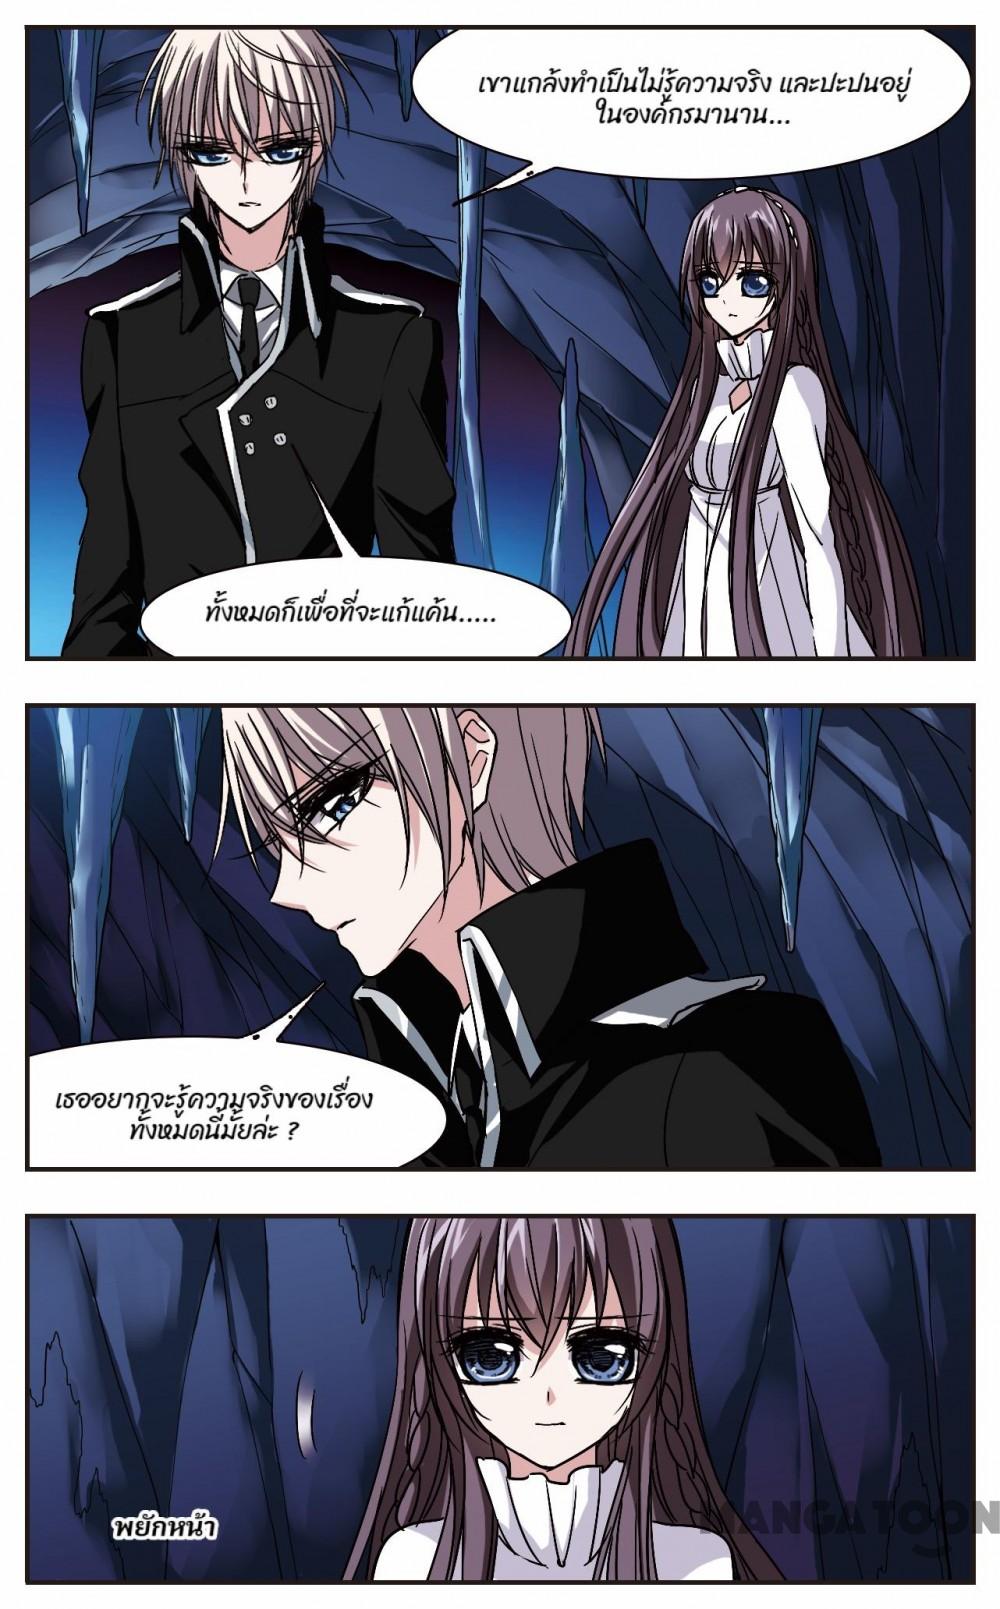 เขาแกล้งทำเป็นไม่รู้ความจริง และปะปนอยู่
ในองค์กรมานาน...
ทั้งหมดก็เพื่อที่จะแก้แค้น.....
เธออยากจะรู้ความจริงของเรื่อง
ทั้งหมดนี้มั้ยล่ะ ?
พยักหน้า
MANGATOON